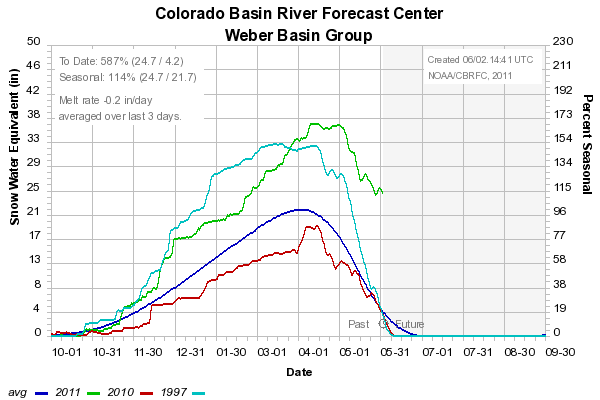 Colorado Basin River Forecast Center
Weber Basin Group
To Date: 587% (24.7 / 4.2)
Seasonal: 114% (24.7 / 21.7)
Melt rate -0.2 in/day
averaged over last 3 days.
Created 06/02.14:41 UTC
NOAA/CBRFC, 2011
Snow Water Equivalent (in)
50
46
42
38
33
29
25
21
17
13
8
4
0
Percent Seasonal
230
211
192
173
154
134
115
96
77
58
38
19
0
Past
Future
10-01 10-31 11-30 12-31 01-30 03-01 04-01 05-01 05-31 07-01 07-31 08-30 09-30
Date
avg 2011 2010 1997